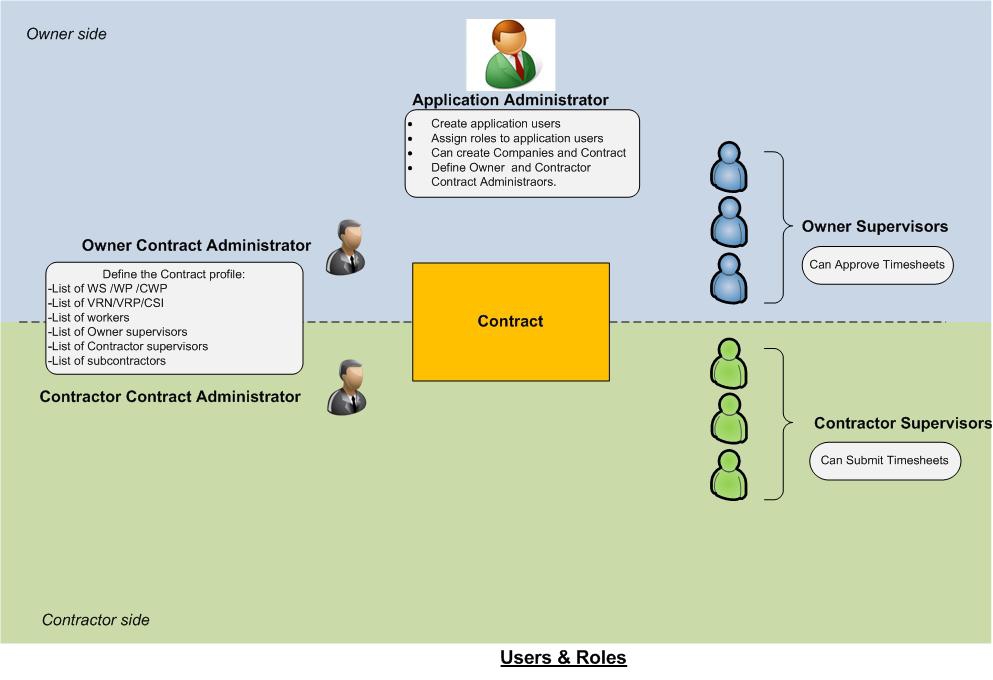 Owner side
Application Administrator
• Create application users
• Assign roles to application users
• Can create Companies and Contract
• Define Owner and Contractor
Contract Administraors.
Owner Contract Administrator
Define the Contract profile:
-List of WS /WP /CWP
-List of VRN/VRP/CSI
-List of workers
-List of Owner supervisors
-List of Contractor supervisors
-List of subcontractors
Contractor Contract Administrator
Contract
Owner Supervisors
Can Approve Timesheets
Contractor Supervisors
Can Submit Timesheets
Contractor side
Users & Roles